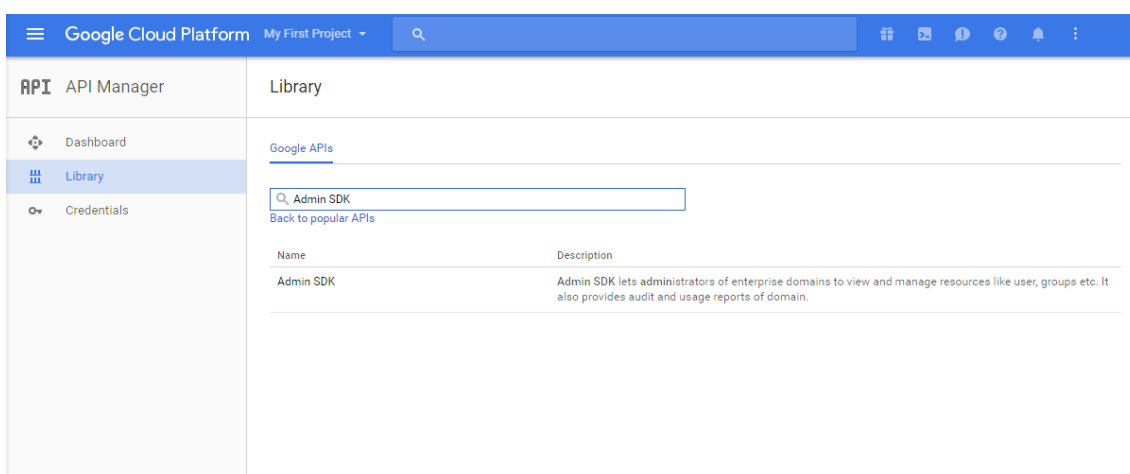 Google Cloud Platform My First Project
API API Manager
Library
Dashboard
Library
Credentials
Google APIs
Admin SDK
Back to popular APIs
Name Description
Admin SDK Admin SDK lets administrators of enterprise domains to view and manage resources like user, groups etc. It
also provides audit and usage reports of domain.